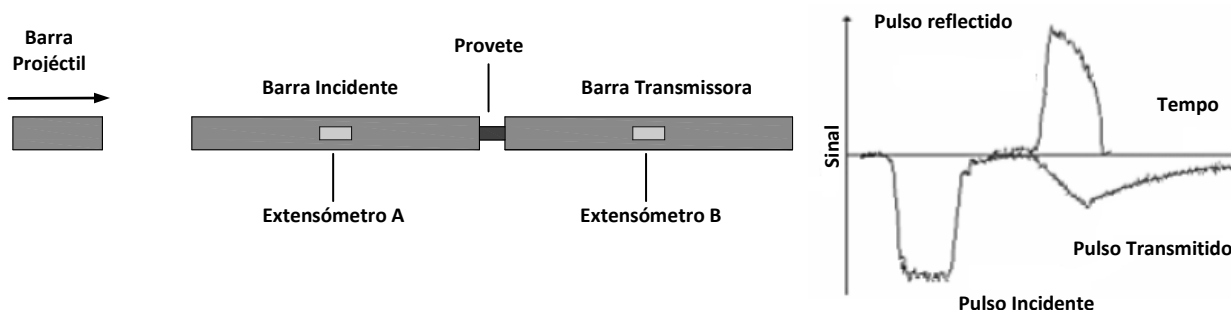 Barra
Projéctil
Provete
Barra Incidente
Barra Transmissora
Extensómetro A
Extensómetro B
Pulso reflectido
Tempo
Sinal
Pulso Transmitido
Pulso Incidente